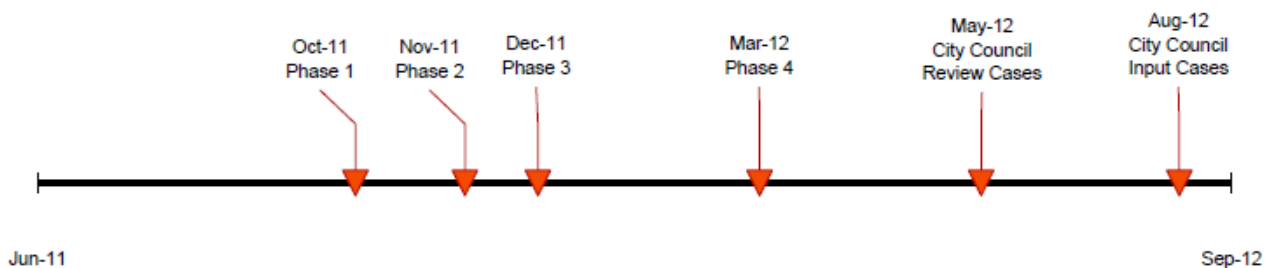 Oct-11
Phase 1
Nov-11
Phase 2
Dec-11
Phase 3
Mar-12
Phase 4
May-12
City Council
Review Cases
Aug-12
City Council
Input Cases
Jun-11
Sep-12